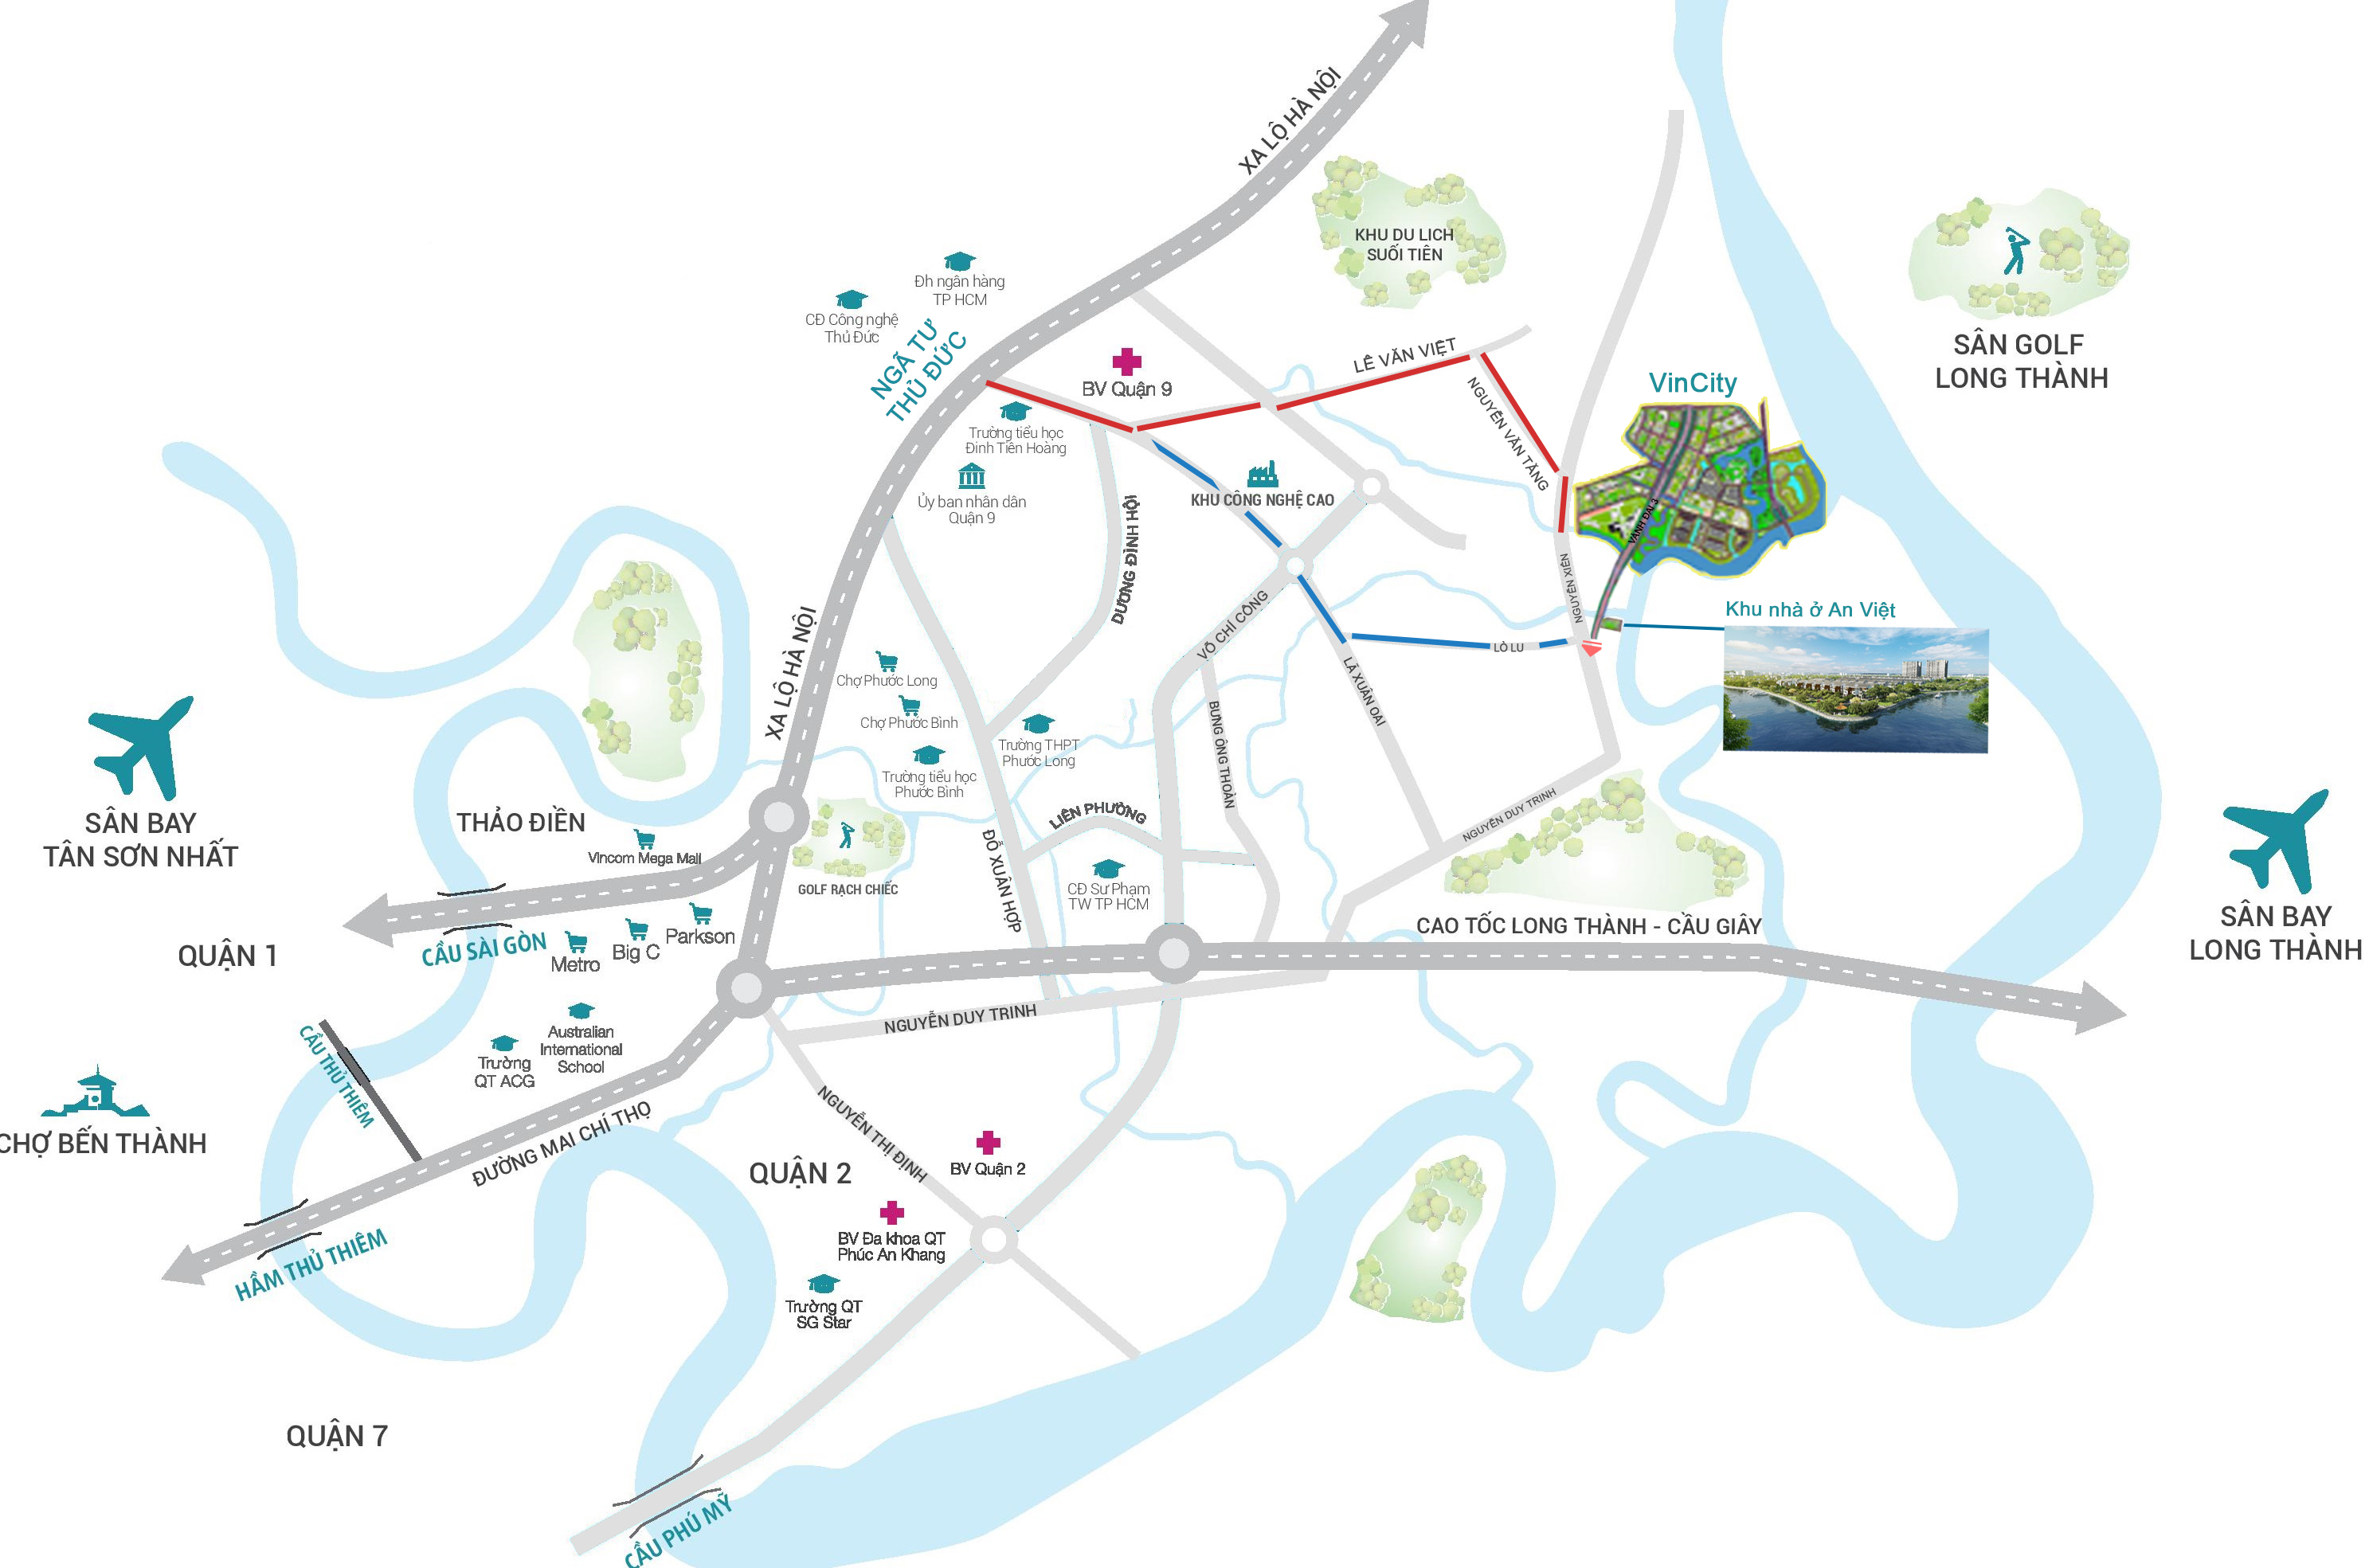 XA LỘ HÀ NỘI
KHU DU LICH
SUỐI TIÊN
Đh ngân hàng
TP HCM
CĐ Công nghệ
Thủ Đức
NGÃ TƯ
THỦ ĐỨC
SÂN GOLF
LONG THÀNH
LÊ VĂN VIỆT
BV Quận 9
VinCity
NGUYỄN VĂN TĂNG
Trường tiểu học
Đinh Tiên Hoàng
Ủy ban nhân dân
Quận 9
KHU CÔNG NGHỆ CAO
DƯƠNG ĐÌNH HỘI
VÀNH ĐAI 3
NGUYỄN XIỂN
Khu nhà ở An Việt
VÕ CHÍ CÔNG
LÒ LU
LÃ XUÂN OAI
XA LỘ HÀ NỘI
Chợ Phước Long
Chợ Phước Bình
Trường tiểu học
Phước Bình
Trường THPT
Phước Long
BƯNG ÔNG THOÀN
SÂN BAY
TÂN SƠN NHẤT
THẢO ĐIỀN
Vincom Mega Mall
LIÊN PHƯỜNG
NGUYỄN DUY TRINH
ĐỖ XUÂN HỢP
GOLF RẠCH CHIẾC
CĐ Sư Phạm
TW TP HCM
CAO TỐC LONG THÀNH - CẦU GIÂY
SÂN BAY
LONG THÀNH
QUẬN 1
CẦU SÀI GÒN
Metro
Big C
Parkson
NGUYỄN DUY TRINH
CẦU THỦ THIÊM
Australian
International
School
Trường
QT ACG
CHỢ BẾN THÀNH
ĐƯỜNG MAI CHÍ THỌ
NGUYỄN THỊ ĐỊNH
QUẬN 2
BV Quận 2
BV Đa khoa QT
Phúc An Khang
HẦM THỦ THIÊM
Trường QT
SG Star
QUẬN 7
CẦU PHÚ MỸ